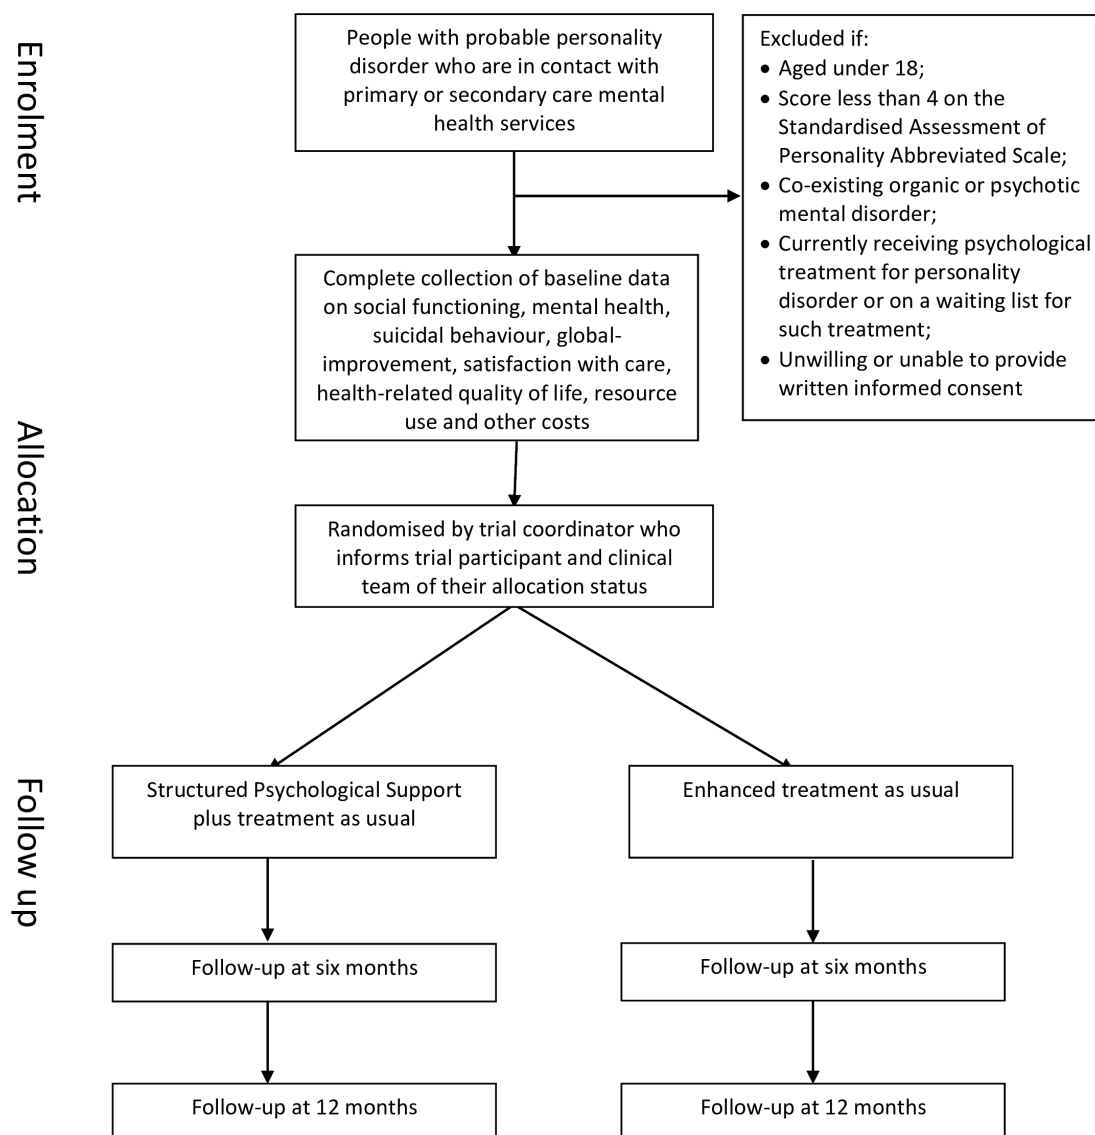 Enrolment
People with probable personality
disorder who are in contact with
primary or secondary care mental
health services
Excluded if:
• Aged under 18;
• Score less than 4 on the
Standardised Assessment of
Personality Abbreviated Scale;
• Co-existing organic or psychotic
mental disorder;
• Currently receiving psychological
treatment for personality
disorder or on a waiting list for
such treatment;
• Unwilling or unable to provide
written informed consent
Complete collection of baseline data
on social functioning, mental health,
suicidal behaviour, global-
improvement, satisfaction with care,
health-related quality of life, resource
use and other costs
Allocation
Randomised by trial coordinator who
informs trial participant and clinical
team of their allocation status
Follow up
Structured Psychological Support
plus treatment as usual
Enhanced treatment as usual
Follow-up at six months
Follow-up at six months
Follow-up at 12 months
Follow-up at 12 months